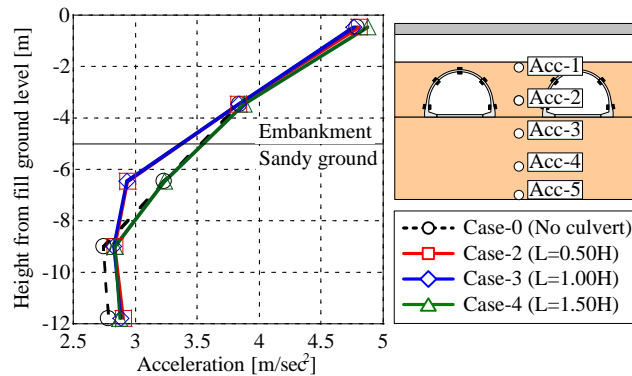 Height from fill ground level [m]
0
-2
-4
-6
-8
-10
-12
2.5 3 3.5 4 4.5 5
Acceleration [m/sec²]
Embankment
Sandy ground
Acc-1
Acc-2
Acc-3
Acc-4
Acc-5
Case-0 (No culvert)
Case-2 (L=0.50H)
Case-3 (L=1.00H)
Case-4 (L=1.50H)